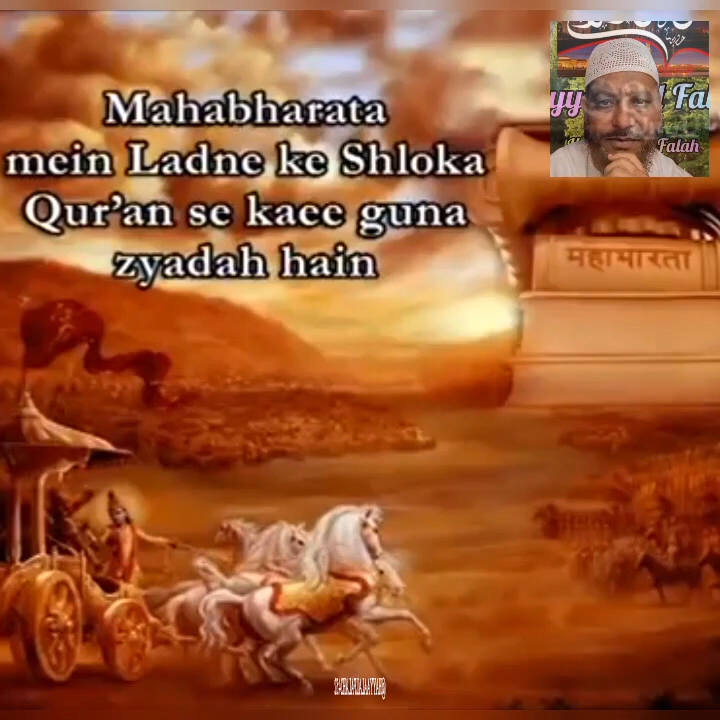 Mahabharata
mein Ladne ke Shloka
Qur'an se kaee guna
zyadah hain
महाभारता
Falah